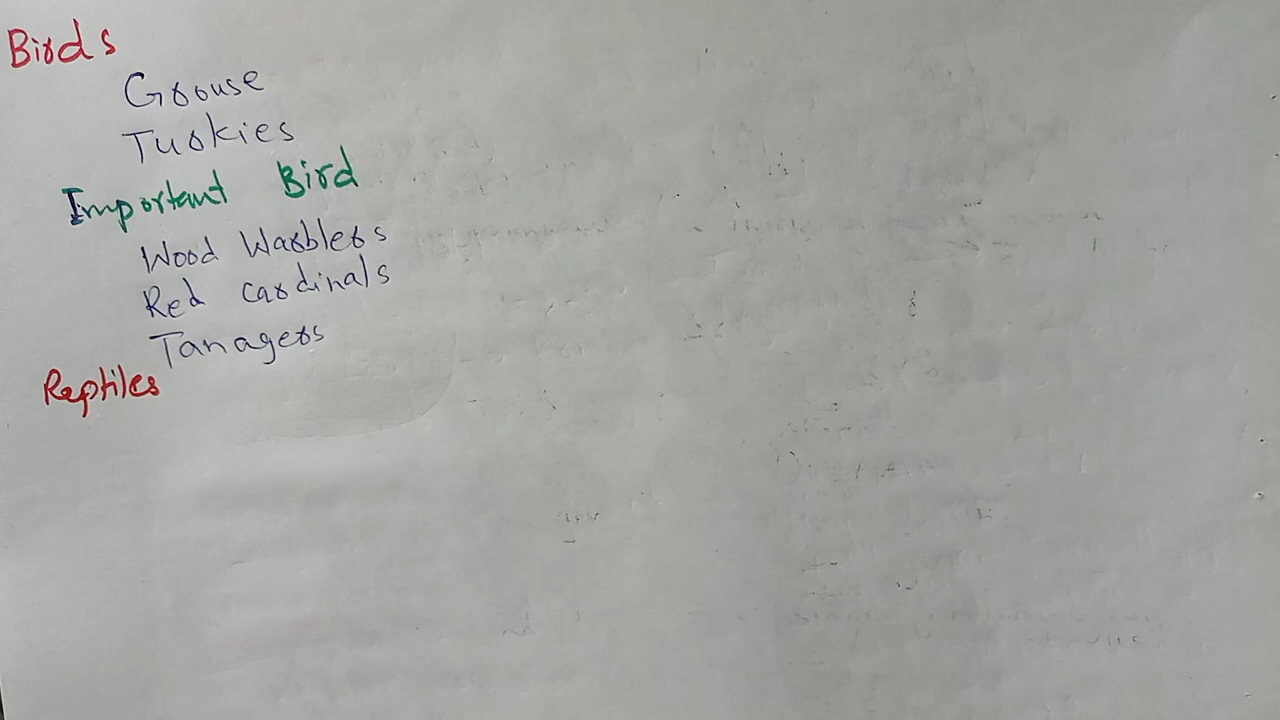 Birds
Grouse
Turkies
Important Bird
Wood Warblers
Red Cardinals
Tanagers
Reptiles